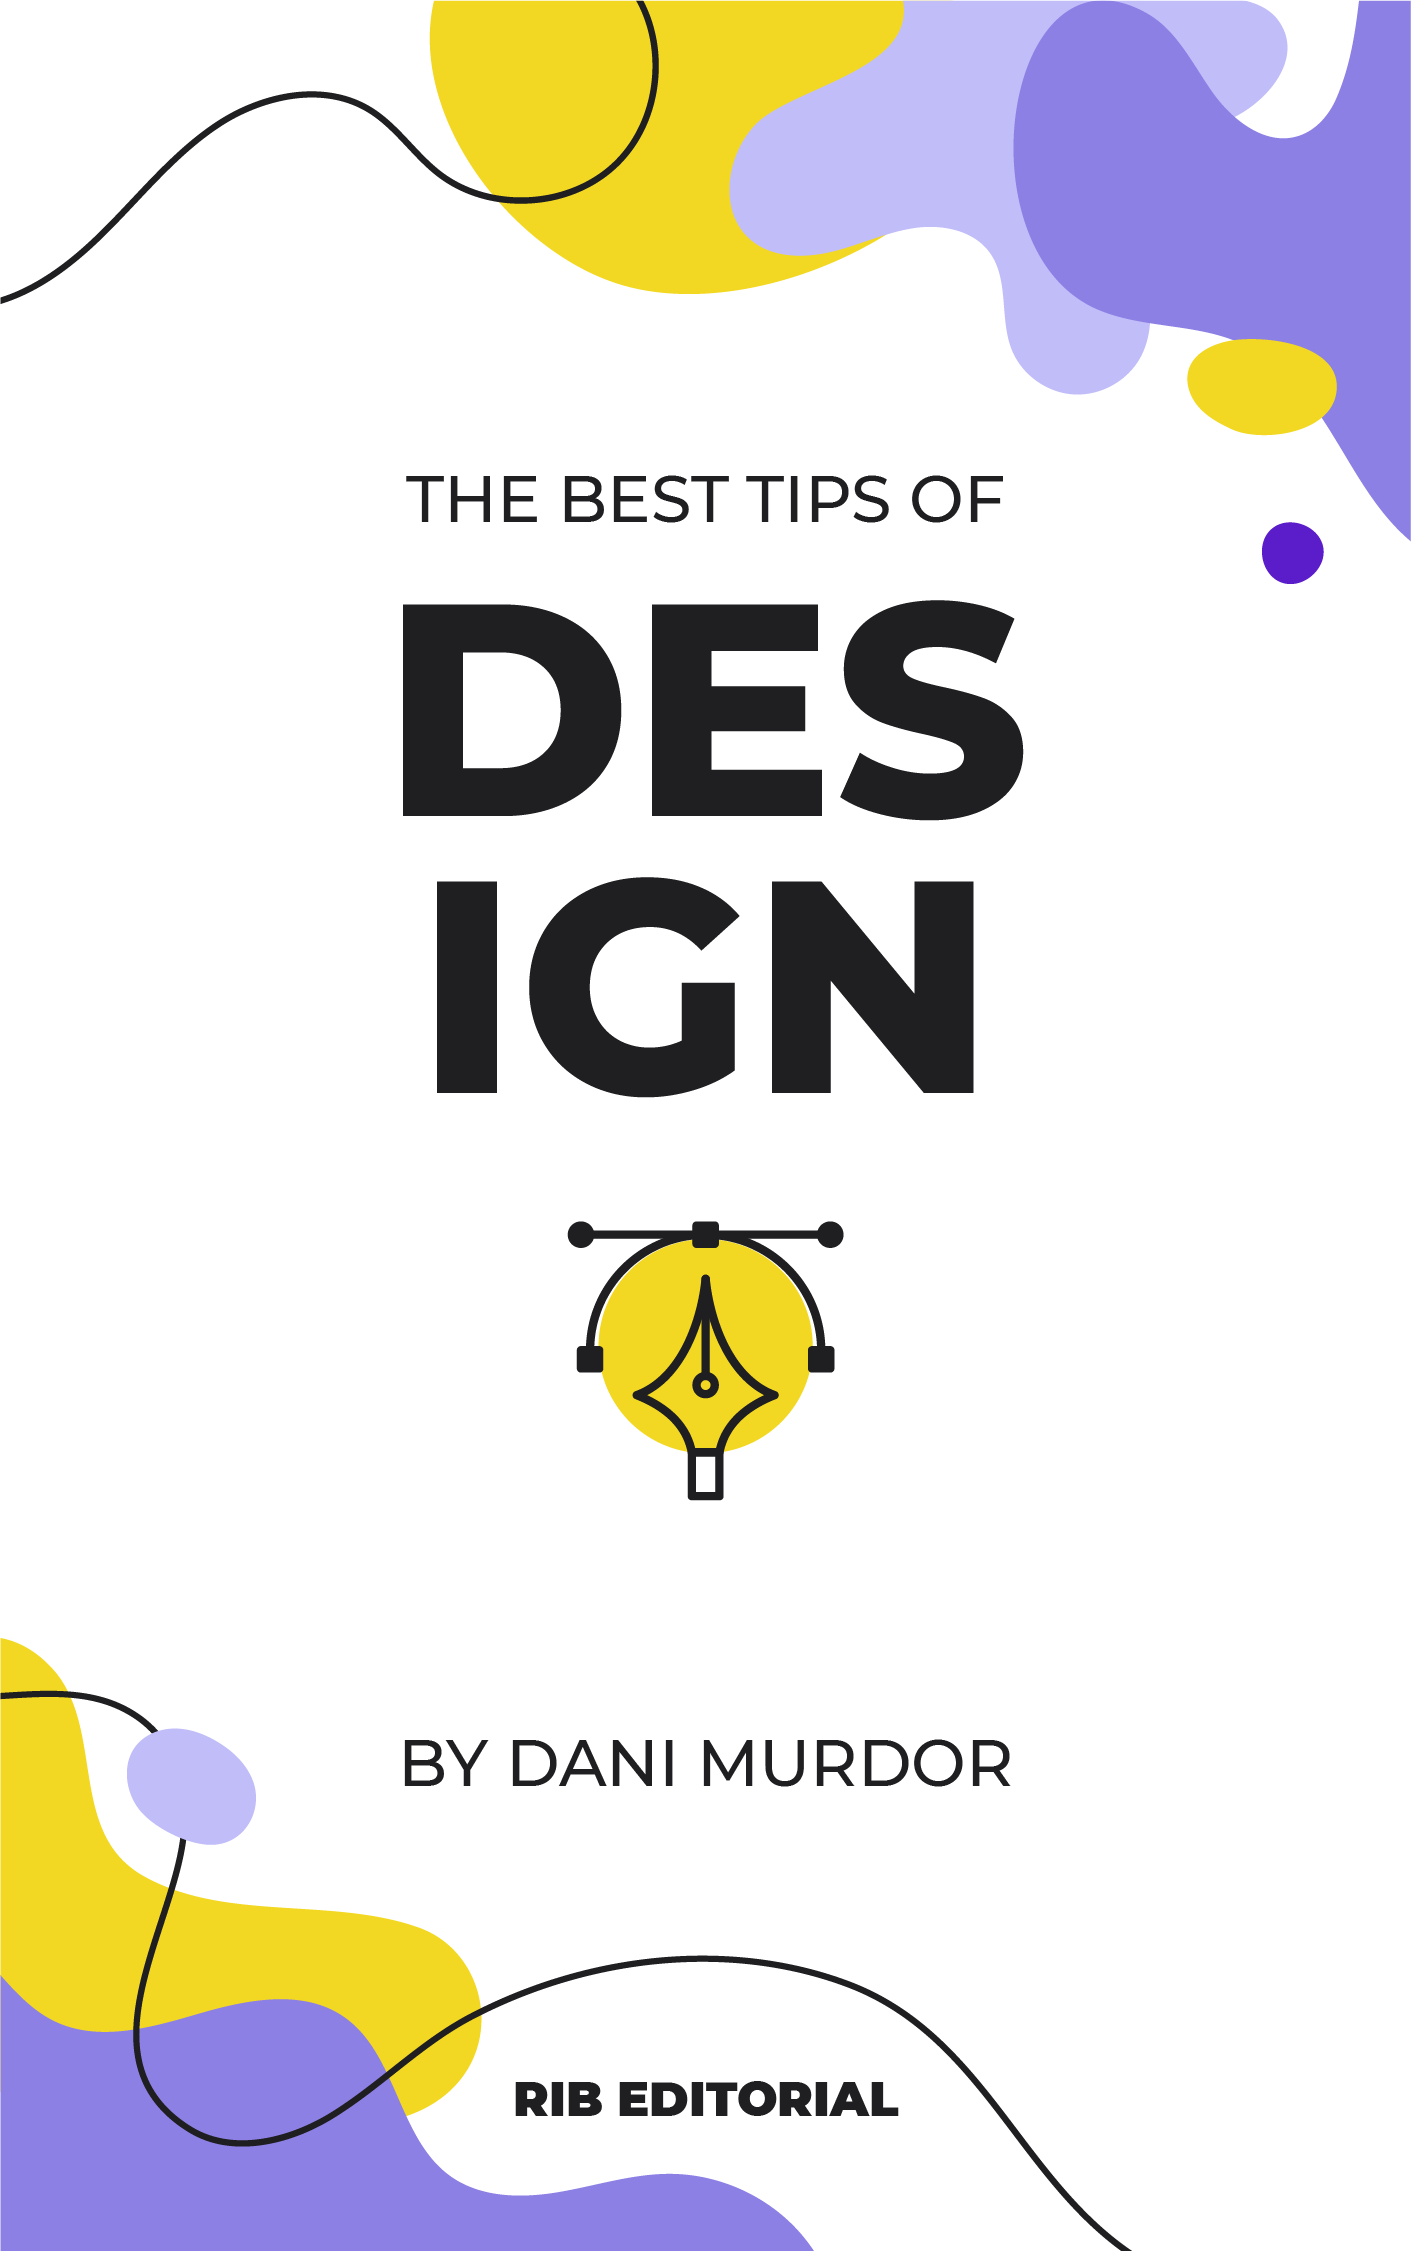 THE BEST TIPS OF
DES
IGN
BY DANI MURDOR
RIB EDITORIAL